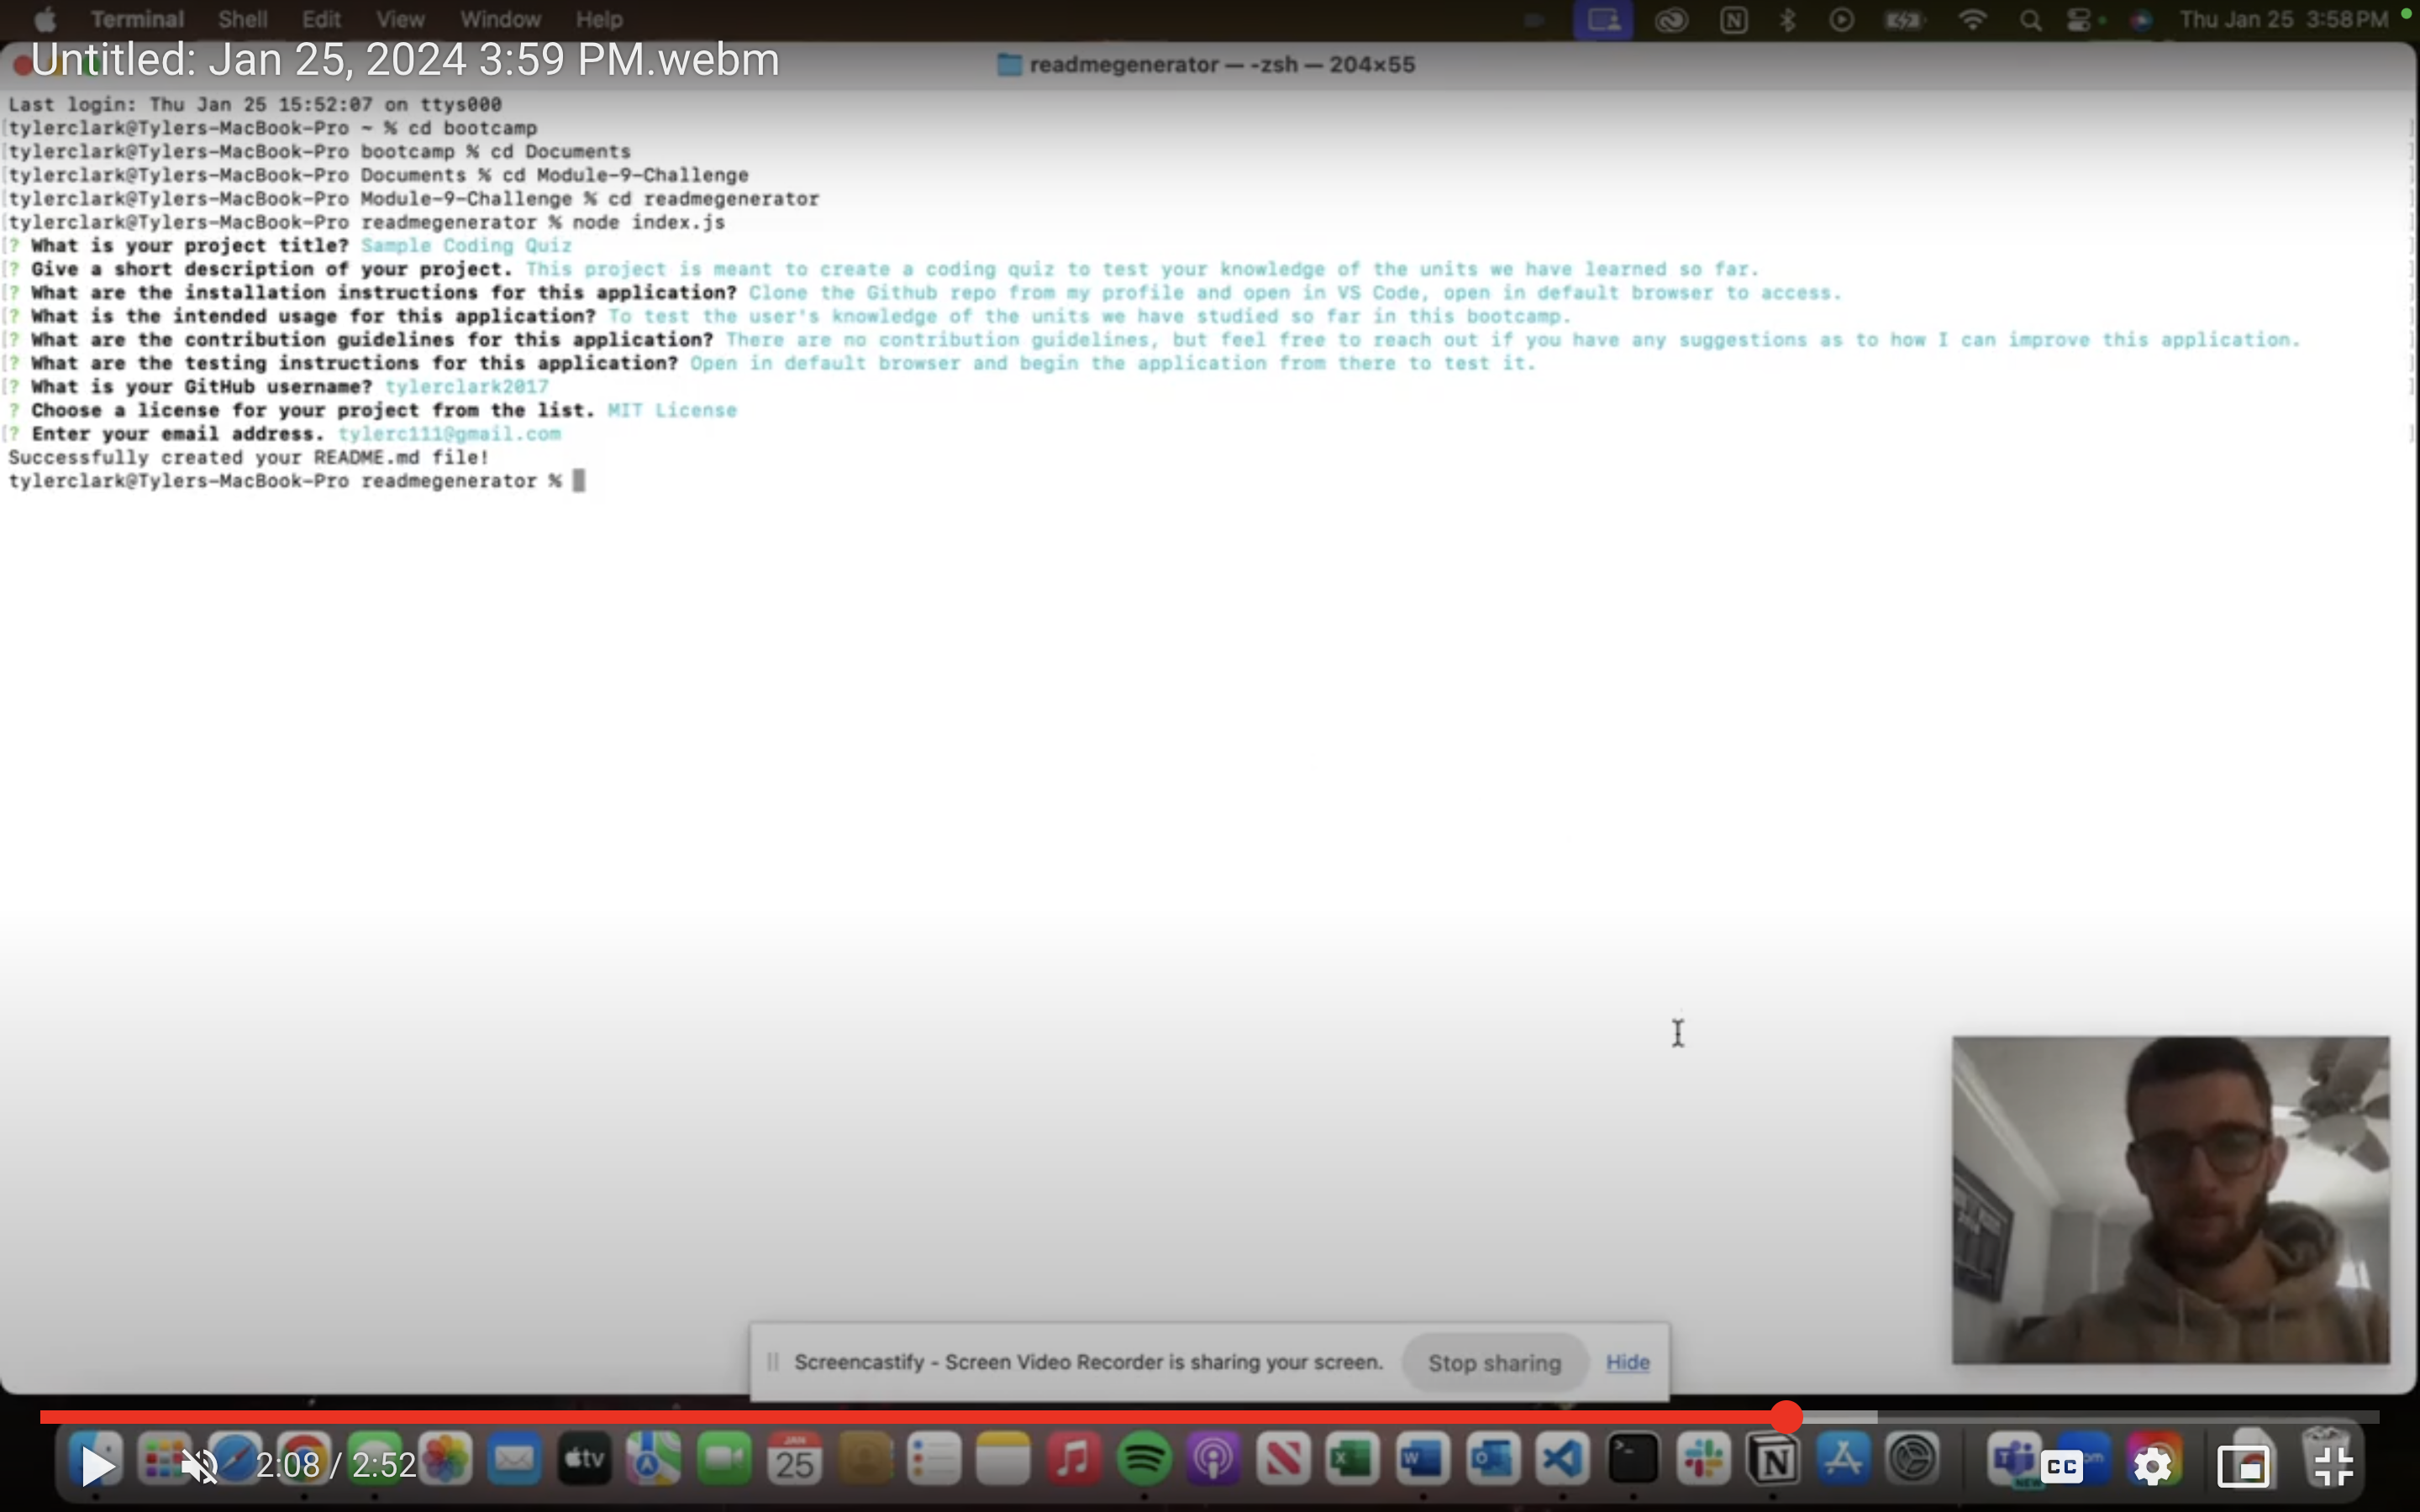 Terminal Shell Edit View Window Help Thu Jan 25 3:58 PM
Untitled: Jan 25, 2024 3:59 PM.webm
readmegenerator — -zsh — 204×55
Last login: Thu Jan 25 15:52:07 on ttys000
[tylerclark@Tylers-MacBook-Pro ~ % cd bootcamp ]
[tylerclark@Tylers-MacBook-Pro bootcamp % cd Documents ]
[tylerclark@Tylers-MacBook-Pro Documents % cd Module-9-Challenge ]
[tylerclark@Tylers-MacBook-Pro Module-9-Challenge % cd readmegenerator ]
[tylerclark@Tylers-MacBook-Pro readmegenerator % node index.js ]
[? What is your project title? Sample Coding Quiz ]
[? Give a short description of your project. This project is meant to create a coding quiz to test your knowledge of the units we have learned so far. ]
[? What are the installation instructions for this application? Clone the Github repo from my profile and open in VS Code, open in default browser to access. ]
[? What is the intended usage for this application? To test the user's knowledge of the units we have studied so far in this bootcamp. ]
[? What are the contribution guidelines for this application? There are no contribution guidelines, but feel free to reach out if you have any suggestions as to how I can improve this application. ]
[? What are the testing instructions for this application? Open in default browser and begin the application from there to test it. ]
[? What is your GitHub username? tylerclark2017 ]
? Choose a license for your project from the list. MIT License
[? Enter your email address. tylerc111@gmail.com ]
Successfully created your README.md file!
tylerclark@Tylers-MacBook-Pro readmegenerator %
Screencastify - Screen Video Recorder is sharing your screen. Stop sharing Hide
2:08 / 2:52
tv
JAN
25
NEW
CC